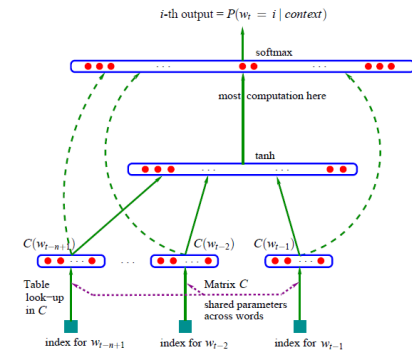 i-th output = P(w_t = i | context)
softmax
... ...
most computation here
tanh
... ...
C(w_{t−n+1}) C(w_{t−2}) C(w_{t−1})
... ... ... ...
Table
look−up
in C
Matrix C
shared parameters
across words
index for w_{t−n+1} index for w_{t−2} index for w_{t−1}